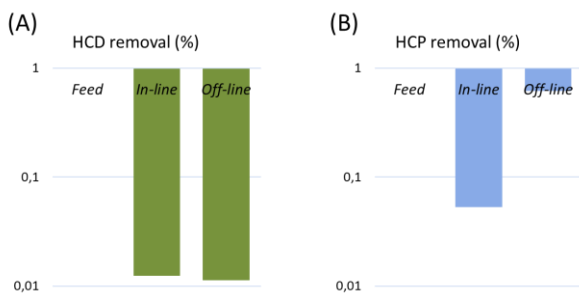 (A)
HCD removal (%)
1
Feed
In-line
Off-line
0,1
0,01
(B)
HCP removal (%)
1
Feed
In-line
Off-line
0,1
0,01